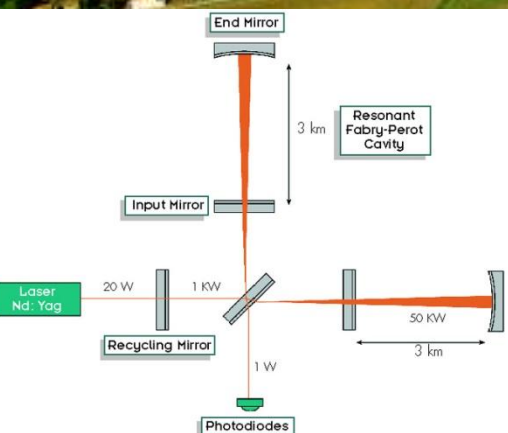 End Mirror
3 km
Resonant
Fabry-Perot
Cavity
Input Mirror
Laser
Nd: Yag
20 W
1 KW
50 KW
Recycling Mirror
3 km
1 W
Photodiodes